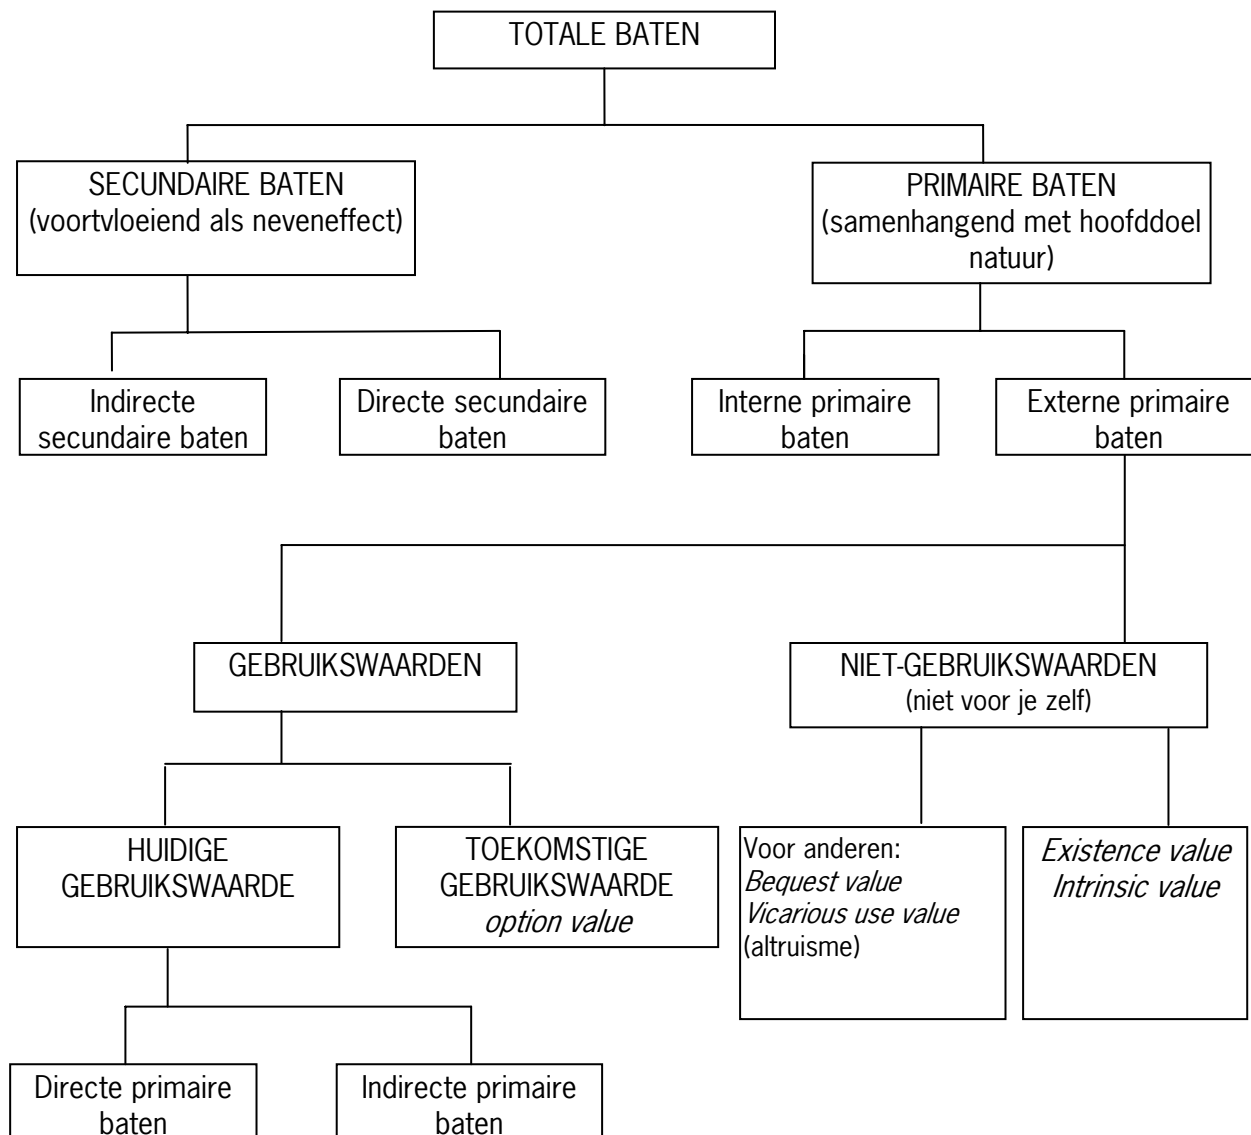 TOTALE BATEN
SECUNDAIRE BATEN
(voortvloeiend als neveneffect)
PRIMAIRE BATEN
(samenhangend met hoofddoel
natuur)
Indirecte
secundaire baten
Directe secundaire
baten
Interne primaire
baten
Externe primaire
baten
GEBRUIKSWAARDEN
NIET-GEBRUIKSWAARDEN
(niet voor je zelf)
HUIDIGE
GEBRUIKSWAARDE
TOEKOMSTIGE
GEBRUIKSWAARDE
option value
Voor anderen:
Bequest value
Vicarious use value
(altruisme)
Existence value
Intrinsic value
Directe primaire
baten
Indirecte primaire
baten